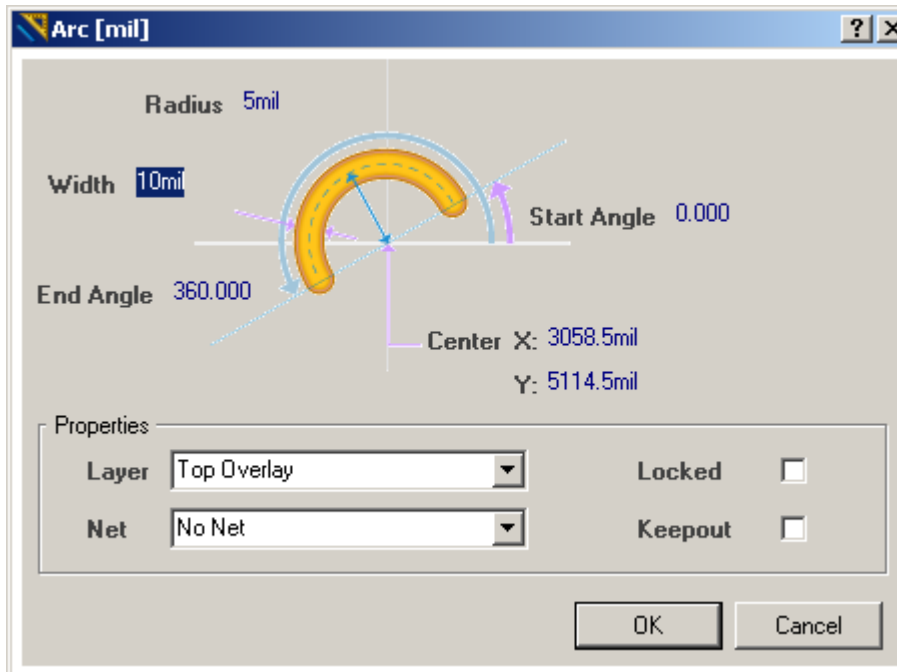 Arc [mil]
Radius 5mil
Width 10mil
Start Angle 0.000
End Angle 360.000
Center X: 3058.5mil
Y: 5114.5mil
Properties
Layer Top Overlay Locked
Net No Net Keepout
OK Cancel